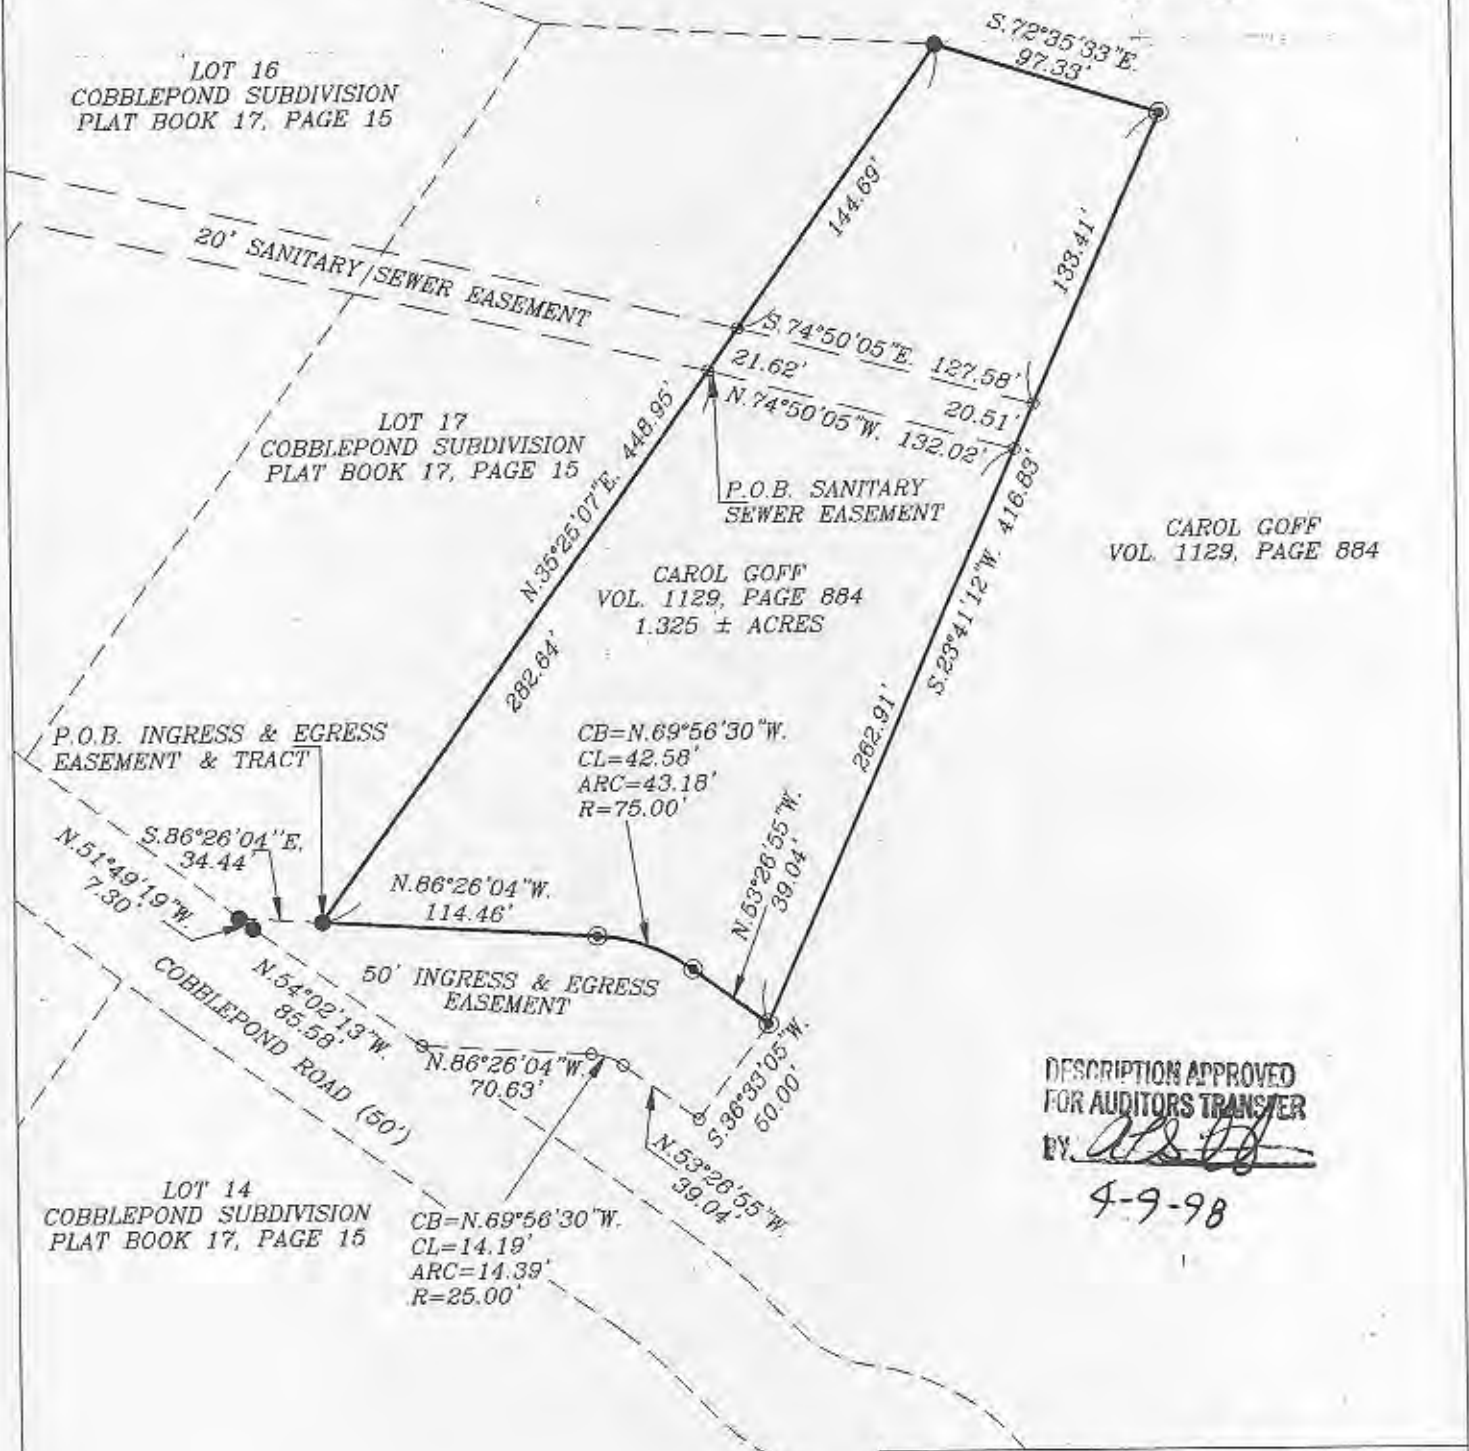 S.72°35'33"E.
97.33'
LOT 16
COBBLEPOND SUBDIVISION
PLAT BOOK 17, PAGE 15
144.69'
133.41'
20' SANITARY SEWER EASEMENT
S.74°50'05"E. 127.58'
21.62'
20.51'
N.74°50'05"W. 132.02'
LOT 17
COBBLEPOND SUBDIVISION
PLAT BOOK 17, PAGE 15
N.35°25'07"E. 448.95'
P.O.B. SANITARY
SEWER EASEMENT
S.23°41'12"W. 416.83'
CAROL GOFF
VOL. 1129, PAGE 884
CAROL GOFF
VOL. 1129, PAGE 884
1.325 ± ACRES
282.64'
262.91'
P.O.B. INGRESS & EGRESS
EASEMENT & TRACT
CB=N.69°56'30"W.
CL=42.58'
ARC=43.18'
R=75.00'
N.53°26'55"W.
39.04'
S.86°26'04"E.
34.44'
N.51°49'19"W.
7.30'
N.86°26'04"W.
114.46'
50' INGRESS & EGRESS
EASEMENT
N.54°02'13"W.
85.58'
COBBLEPOND ROAD (50')
N.86°26'04"W.
70.63'
S.36°33'05"W.
50.00'
N.53°26'55"W.
39.04'
DESCRIPTION APPROVED
FOR AUDITORS TRANSFER
BY.
4-9-98
LOT 14
COBBLEPOND SUBDIVISION
PLAT BOOK 17, PAGE 15
CB=N.69°56'30"W.
CL=14.19'
ARC=14.39'
R=25.00'